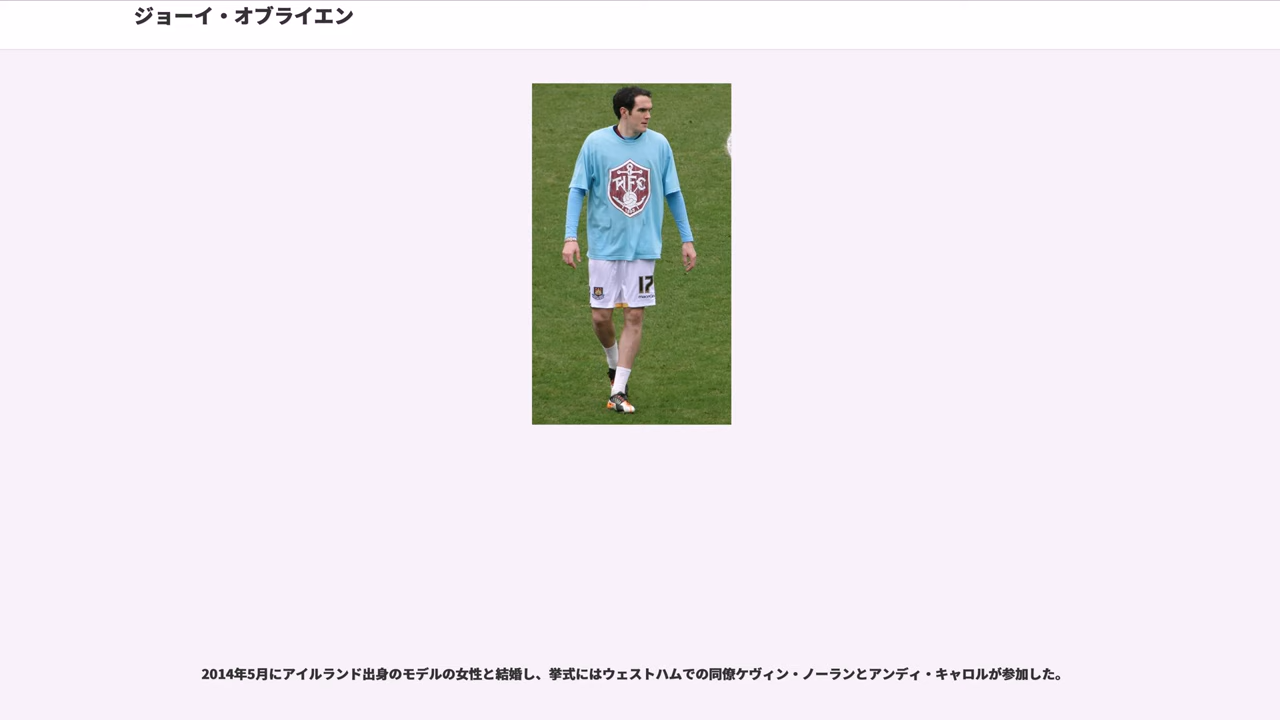 ジョーイ・オブライエン
17
2014年5月にアイルランド出身のモデルの女性と結婚し、挙式にはウェストハムでの同僚ケヴィン・ノーランとアンディ・キャロルが参加した。